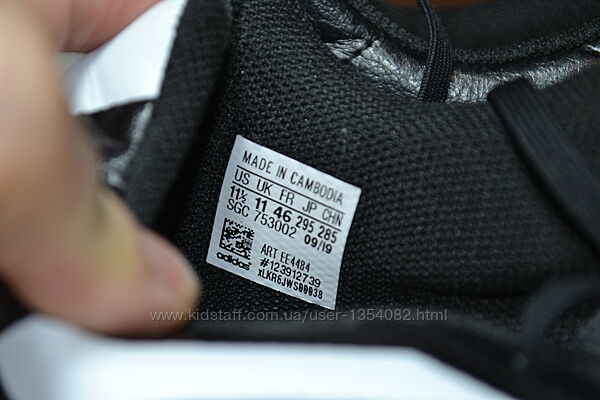 MADE IN CAMBODIA
US UK FR JP CHN
11½ 11 46 295 285
SGC 753002 09/19
ART EE4484
#123912739
xLKR6JWS00038
adidas
www.kidstaff.com.ua/user-1354082.html